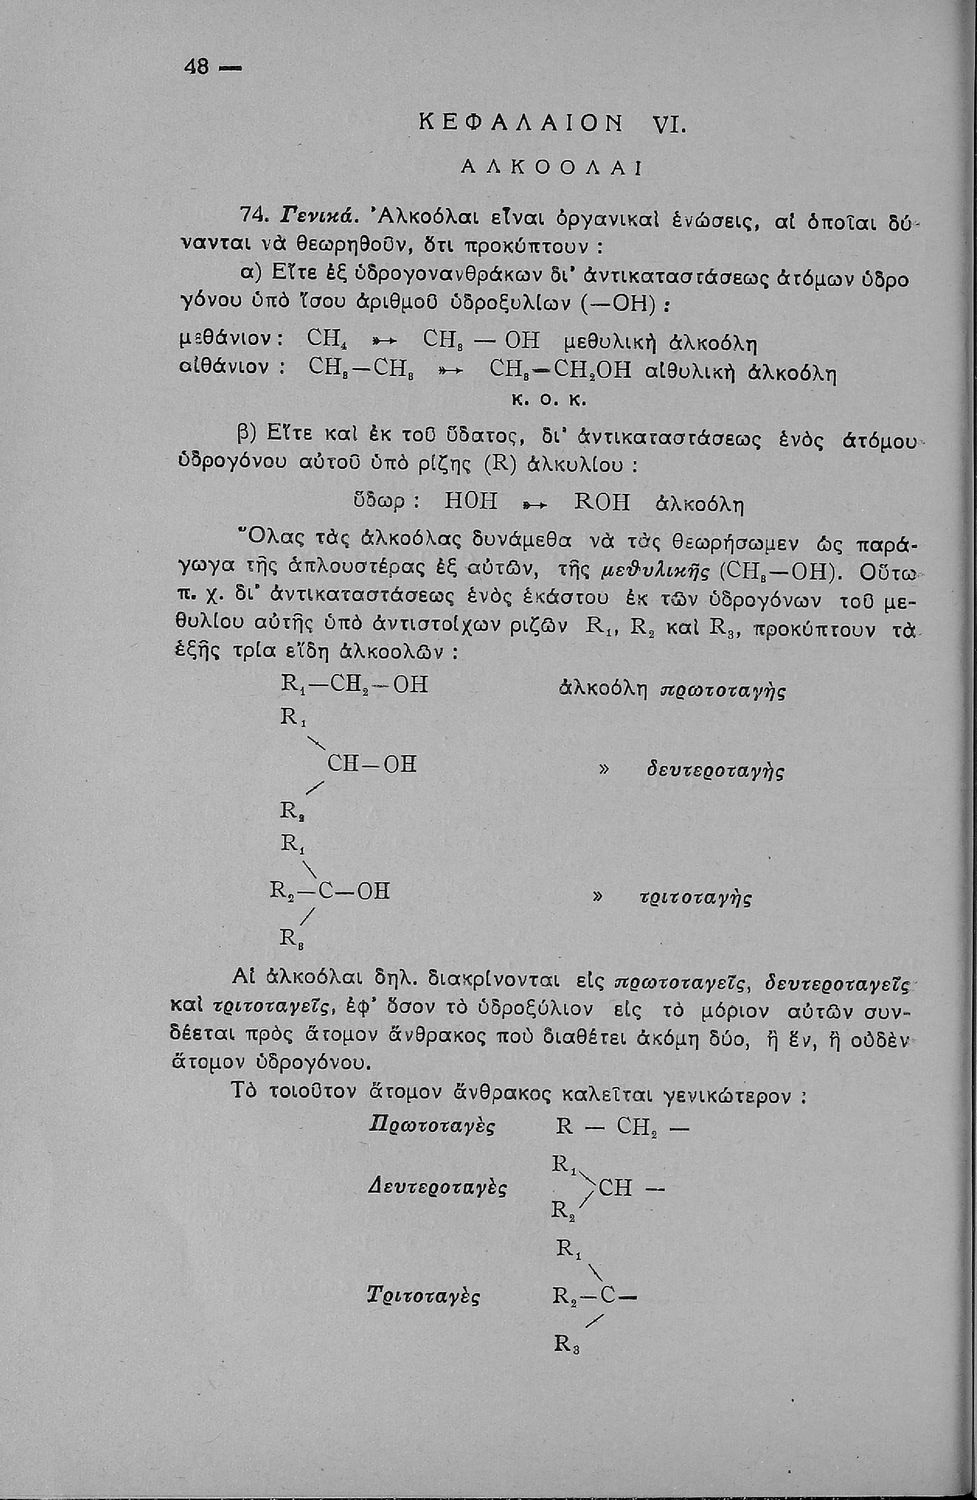 48 —
ΚΕΦΑΛΑΙΟΝ VI.
ΑΛΚΟΟΛΑΙ
74. Γενικά. Ἀλκοόλαι εἶναι ὀργανικαὶ ἑνώσεις, αἱ ὁποῖαι δύ-
νανται νὰ θεωρηθοῦν, ὅτι προκύπτουν :
α) Εἴτε ἐξ ὑδρογονανθράκων δι' ἀντικαταστάσεως ἀτόμων ὑδρο
γόνου ὑπὸ ἴσου ἀριθμοῦ ὑδροξυλίων (—OH) :
μεθάνιον : CH₄ »→ CH₃ — OH μεθυλικὴ ἀλκοόλη
αἰθάνιον : CH₃—CH₃ »→ CH₃—CH₂OH αἰθυλικὴ ἀλκοόλη
κ. ο. κ.
β) Εἴτε καὶ ἐκ τοῦ ὕδατος, δι' ἀντικαταστάσεως ἑνὸς ἀτόμου
ὑδρογόνου αὐτοῦ ὑπὸ ρίζης (R) ἀλκυλίου :
ὕδωρ : HOH »→ ROH ἀλκοόλη
Ὅλας τὰς ἀλκοόλας δυνάμεθα νὰ τὰς θεωρήσωμεν ὡς παρά-
γωγα τῆς ἁπλουστέρας ἐξ αὐτῶν, τῆς μεθυλικῆς (CH₃—OH). Οὕτω
π. χ. δι' ἀντικαταστάσεως ἑνὸς ἑκάστου ἐκ τῶν ὑδρογόνων τοῦ με-
θυλίου αὐτῆς ὑπὸ ἀντιστοίχων ριζῶν R₁, R₂ καὶ R₃, προκύπτουν τὰ
ἑξῆς τρία εἴδη ἀλκοολῶν :
R₁—CH₂—OH ἀλκοόλη πρωτοταγὴς
R₁
\
CH—OH » δευτεροταγὴς
/
R₂
R₁
\
R₂—C—OH » τριτοταγὴς
/
R₃
Αἱ ἀλκοόλαι δηλ. διακρίνονται εἰς πρωτοταγεῖς, δευτεροταγεῖς
καὶ τριτοταγεῖς, ἐφ' ὅσον τὸ ὑδροξύλιον εἰς τὸ μόριον αὐτῶν συν-
δέεται πρὸς ἄτομον ἄνθρακος ποὺ διαθέτει ἀκόμη δύο, ἢ ἕν, ἢ οὐδὲν
ἄτομον ὑδρογόνου.
Τὸ τοιοῦτον ἄτομον ἄνθρακος καλεῖται γενικώτερον :
Πρωτοταγὲς R — CH₂ —
R₁\
Δευτεροταγὲς >CH —
R₂/
R₁
\
Τριτοταγὲς R₂—C—
/
R₃